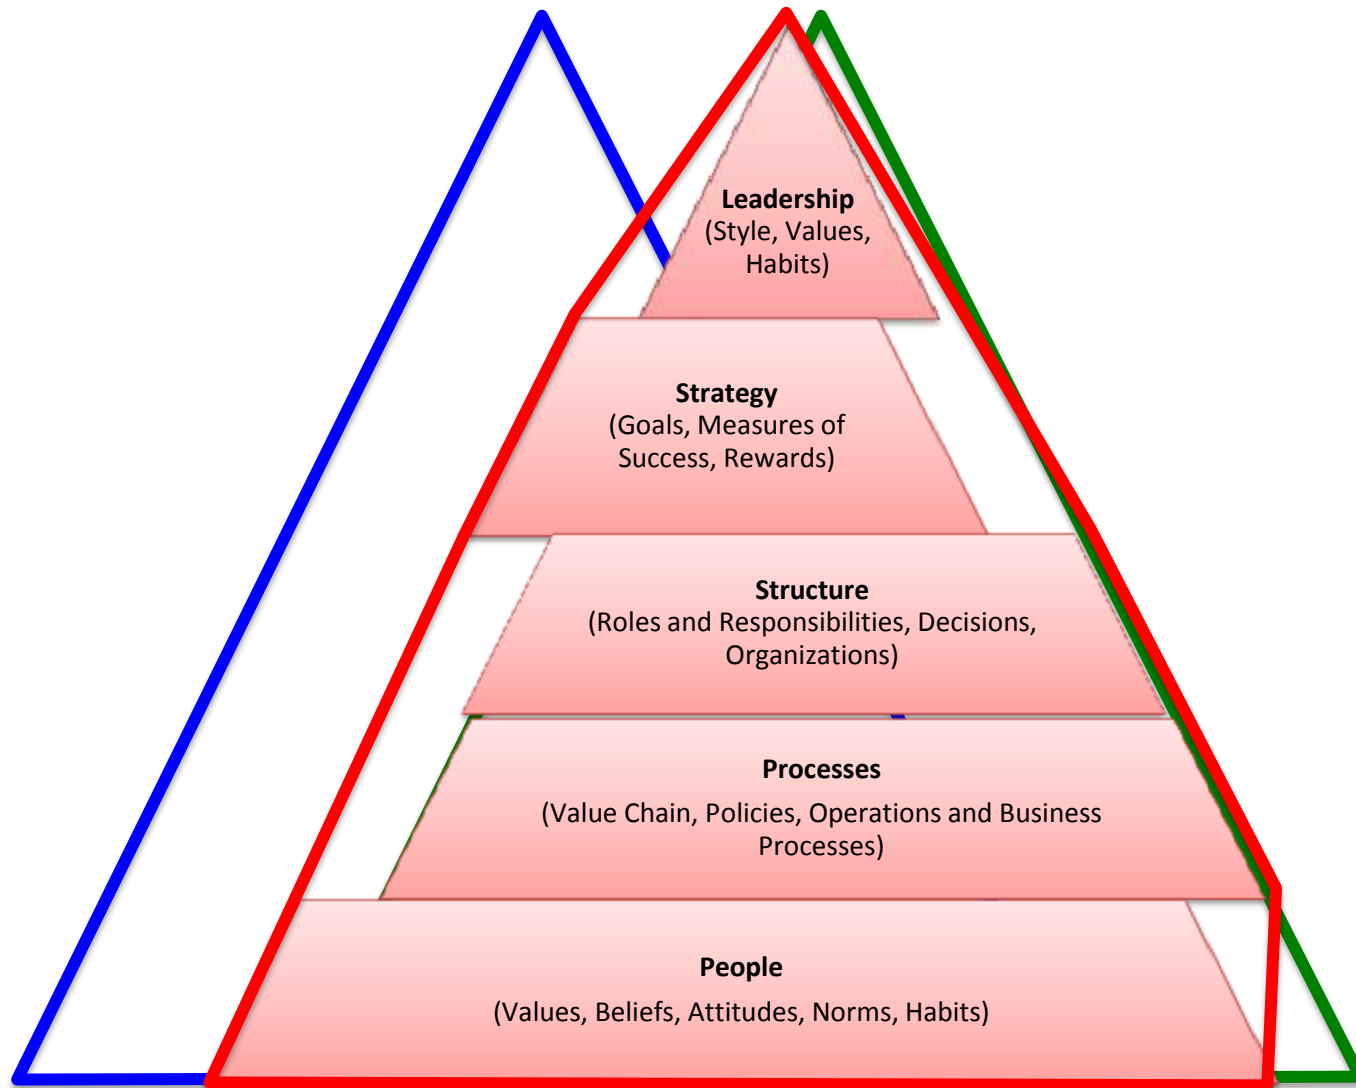 Leadership
(Style, Values,
Habits)
Strategy
(Goals, Measures of
Success, Rewards)
Structure
(Roles and Responsibilities, Decisions,
Organizations)
Processes
(Value Chain, Policies, Operations and Business
Processes)
People
(Values, Beliefs, Attitudes, Norms, Habits)